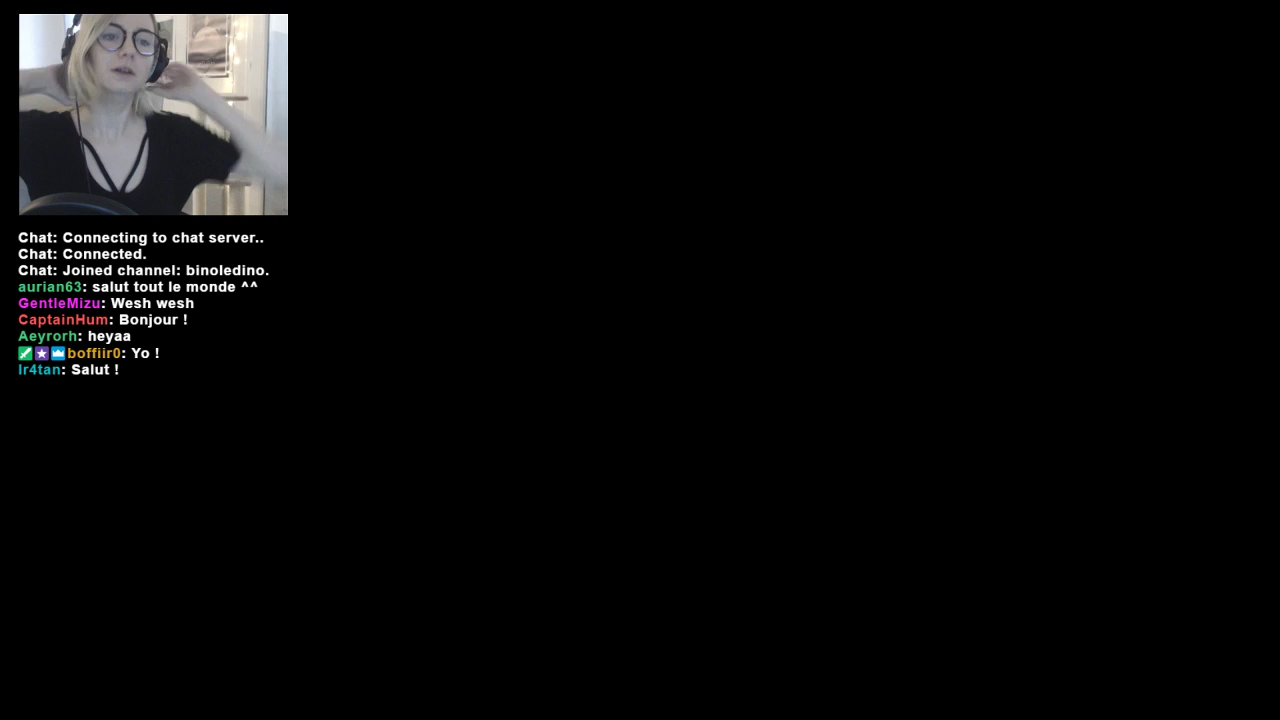 Chat: Connecting to chat server..
Chat: Connected.
Chat: Joined channel: binoledino.
aurian63: salut tout le monde ^^
GentleMizu: Wesh wesh
CaptainHum: Bonjour !
Aeyrorh: heyaa
boffiir0: Yo !
lr4tan: Salut !